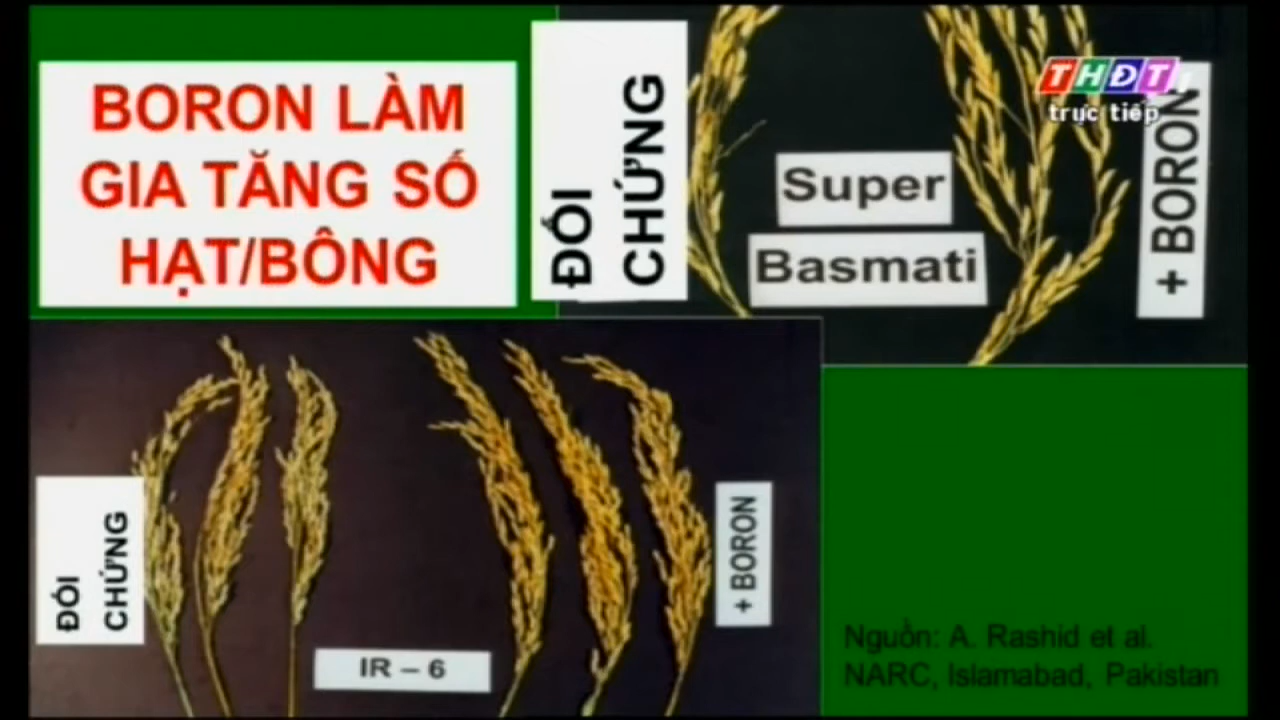 BORON LÀM
GIA TĂNG SỐ
HẠT/BÔNG
ĐỐI
CHỨNG
Super
Basmati
+ BORON
THĐT1
trực tiếp
ĐỐI
CHỨNG
IR – 6
+ BORON
Nguồn: A. Rashid et al.
NARC, Islamabad, Pakistan